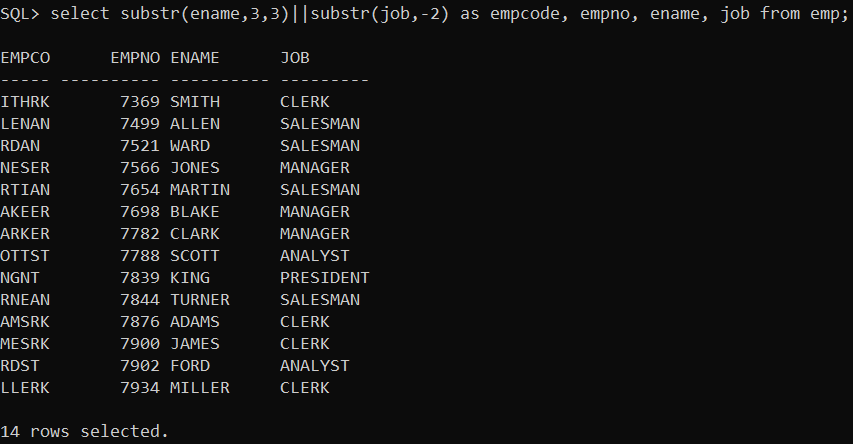 SQL> select substr(ename,3,3)||substr(job,-2) as empcode, empno, ename, job from emp;
EMPCO      EMPNO ENAME      JOB
----- ---------- ---------- ---------
ITHRK       7369 SMITH      CLERK
LENAN       7499 ALLEN      SALESMAN
RDAN        7521 WARD       SALESMAN
NESER       7566 JONES      MANAGER
RTIAN       7654 MARTIN     SALESMAN
AKEER       7698 BLAKE      MANAGER
ARKER       7782 CLARK      MANAGER
OTTST       7788 SCOTT      ANALYST
NGNT        7839 KING       PRESIDENT
RNEAN       7844 TURNER     SALESMAN
AMSRK       7876 ADAMS      CLERK
MESRK       7900 JAMES      CLERK
RDST        7902 FORD       ANALYST
LLERK       7934 MILLER     CLERK
14 rows selected.